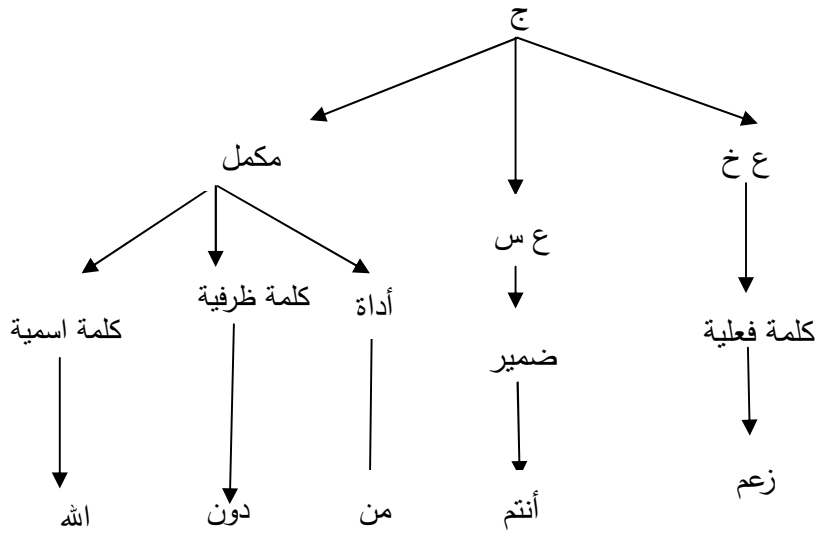 ج
ع خ
مكمل
ع س
كلمة فعلية
ضمير
أداة
كلمة ظرفية
كلمة اسمية
زعم
أنتم
من
دون
الله